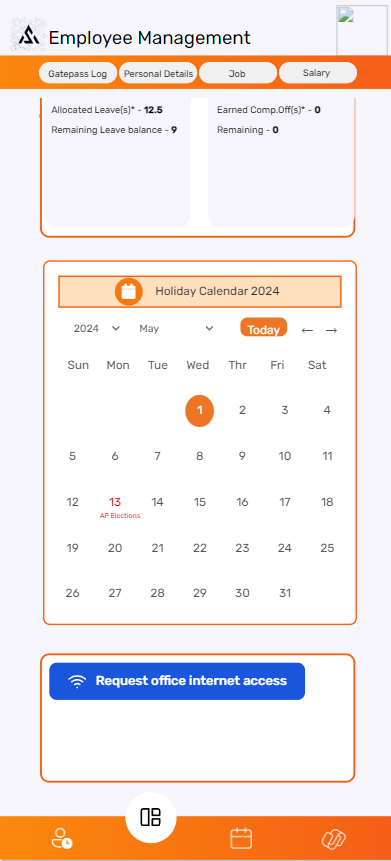 Employee Management
Gatepass Log Personal Details Job Salary
Allocated Leave(s)* - 12.5 Earned Comp.Off(s)* - 0
Remaining Leave balance - 9 Remaining - 0
Holiday Calendar 2024
2024 May Today ← →
Sun Mon Tue Wed Thr Fri Sat
1 2 3 4
5 6 7 8 9 10 11
12 13 14 15 16 17 18
AP Elections
19 20 21 22 23 24 25
26 27 28 29 30 31
Request office internet access